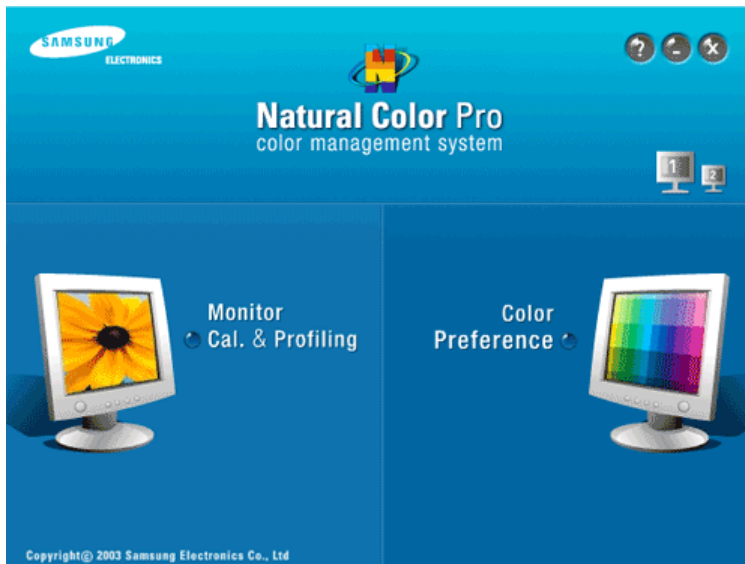 SAMSUNG
ELECTRONICS
?
-
x
N
Natural Color Pro
color management system
1
2
Monitor
Cal. & Profiling
Color
Preference
Copyright© 2003 Samsung Electronics Co., Ltd